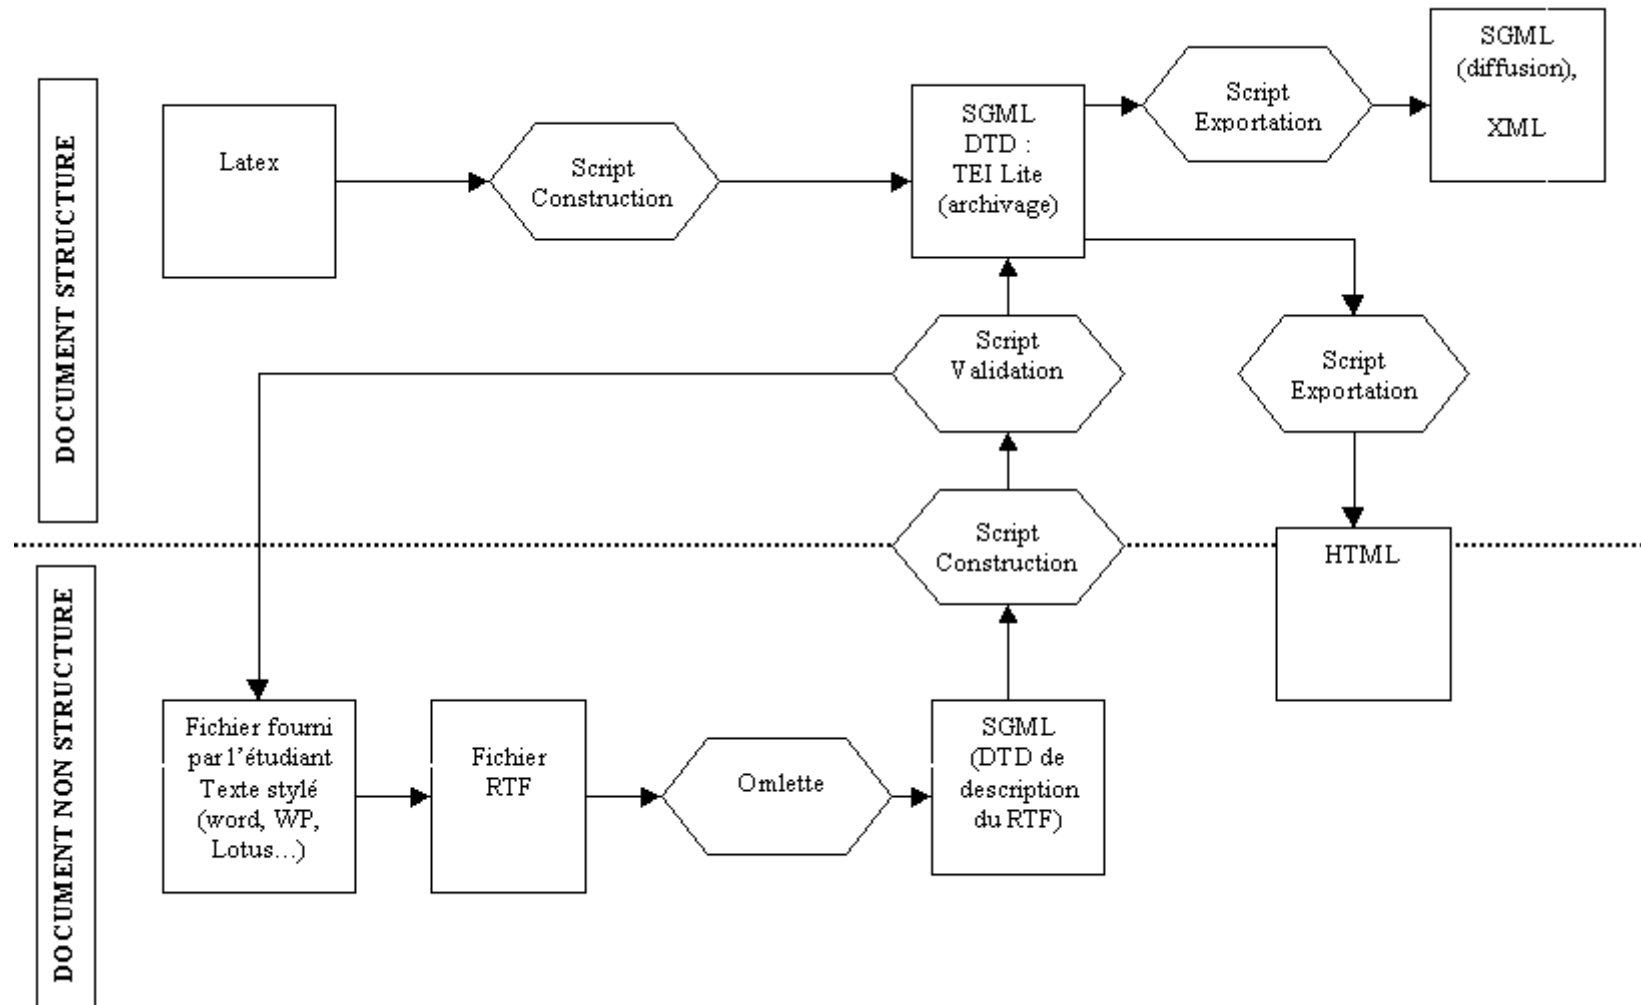 DOCUMENT STRUCTURE
Latex
Script
Construction
SGML
DTD :
TEI Lite
(archivage)
Script
Exportation
SGML
(diffusion),
XML
Script
Validation
Script
Exportation
Script
Construction
HTML
DOCUMENT NON STRUCTURE
Fichier fourni
par l’étudiant
Texte stylé
(word, WP,
Lotus...)
Fichier
RTF
Omlette
SGML
(DTD de
description
du RTF)